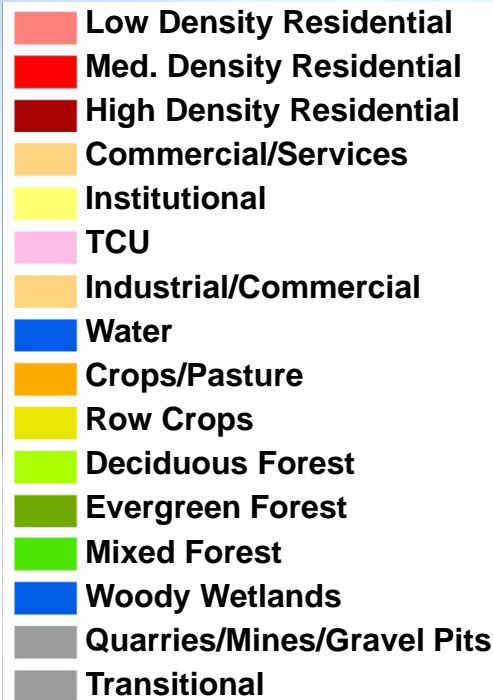 Low Density Residential
Med. Density Residential
High Density Residential
Commercial/Services
Institutional
TCU
Industrial/Commercial
Water
Crops/Pasture
Row Crops
Deciduous Forest
Evergreen Forest
Mixed Forest
Woody Wetlands
Quarries/Mines/Gravel Pits
Transitional